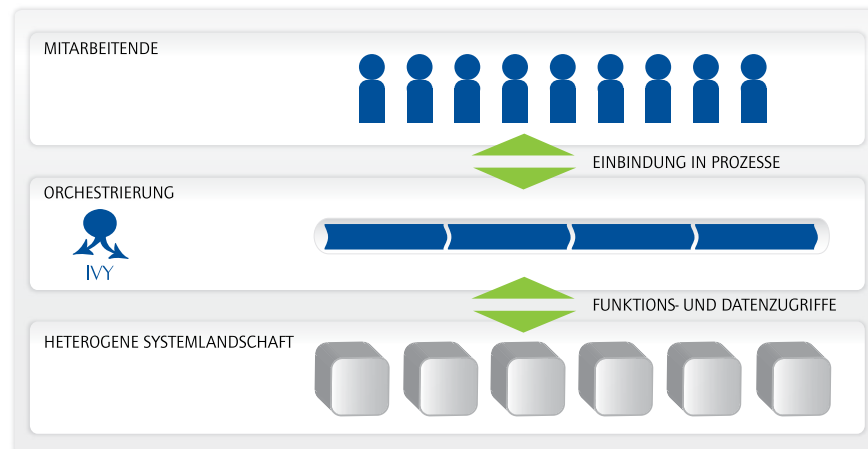 MITARBEITENDE
EINBINDUNG IN PROZESSE
ORCHESTRIERUNG
IVY
FUNKTIONS- UND DATENZUGRIFFE
HETEROGENE SYSTEMLANDSCHAFT